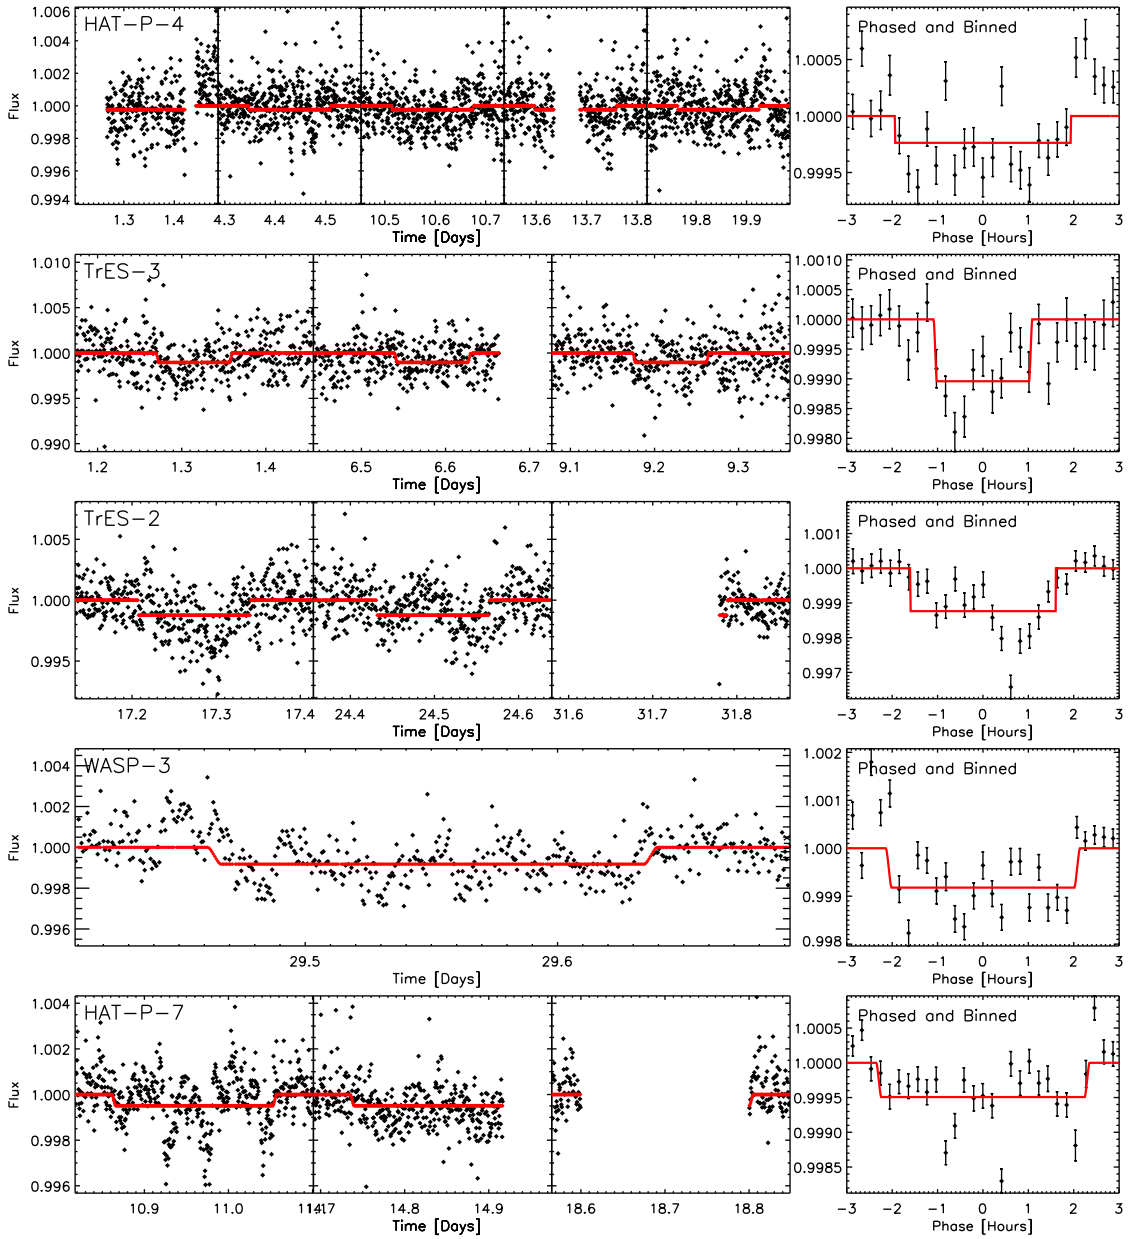 HAT-P-4
Phased and Binned
1.006
1.004
1.002
1.000
0.998
0.996
0.994
Flux
1.3 1.4 4.3 4.4 4.5 10.5 10.6 10.7 13.6 13.7 13.8 19.8 19.9
Time [Days]
1.0005
1.0000
0.9995
-3 -2 -1 0 1 2 3
Phase [Hours]
TrES-3
Phased and Binned
1.010
1.005
1.000
0.995
0.990
Flux
1.2 1.3 1.4 6.5 6.6 6.7 9.1 9.2 9.3
Time [Days]
1.0010
1.0005
1.0000
0.9995
0.9990
0.9985
0.9980
-3 -2 -1 0 1 2 3
Phase [Hours]
TrES-2
Phased and Binned
1.005
1.000
0.995
Flux
17.2 17.3 17.4 24.4 24.5 24.6 31.6 31.7 31.8
Time [Days]
1.001
1.000
0.999
0.998
0.997
-3 -2 -1 0 1 2 3
Phase [Hours]
WASP-3
Phased and Binned
1.004
1.002
1.000
0.998
0.996
Flux
29.5 29.6
Time [Days]
1.002
1.001
1.000
0.999
0.998
-3 -2 -1 0 1 2 3
Phase [Hours]
HAT-P-7
Phased and Binned
1.004
1.002
1.000
0.998
0.996
Flux
10.9 11.0 14.8 14.9 18.6 18.7 18.8
Time [Days]
1.0005
1.0000
0.9995
0.9990
0.9985
-3 -2 -1 0 1 2 3
Phase [Hours]